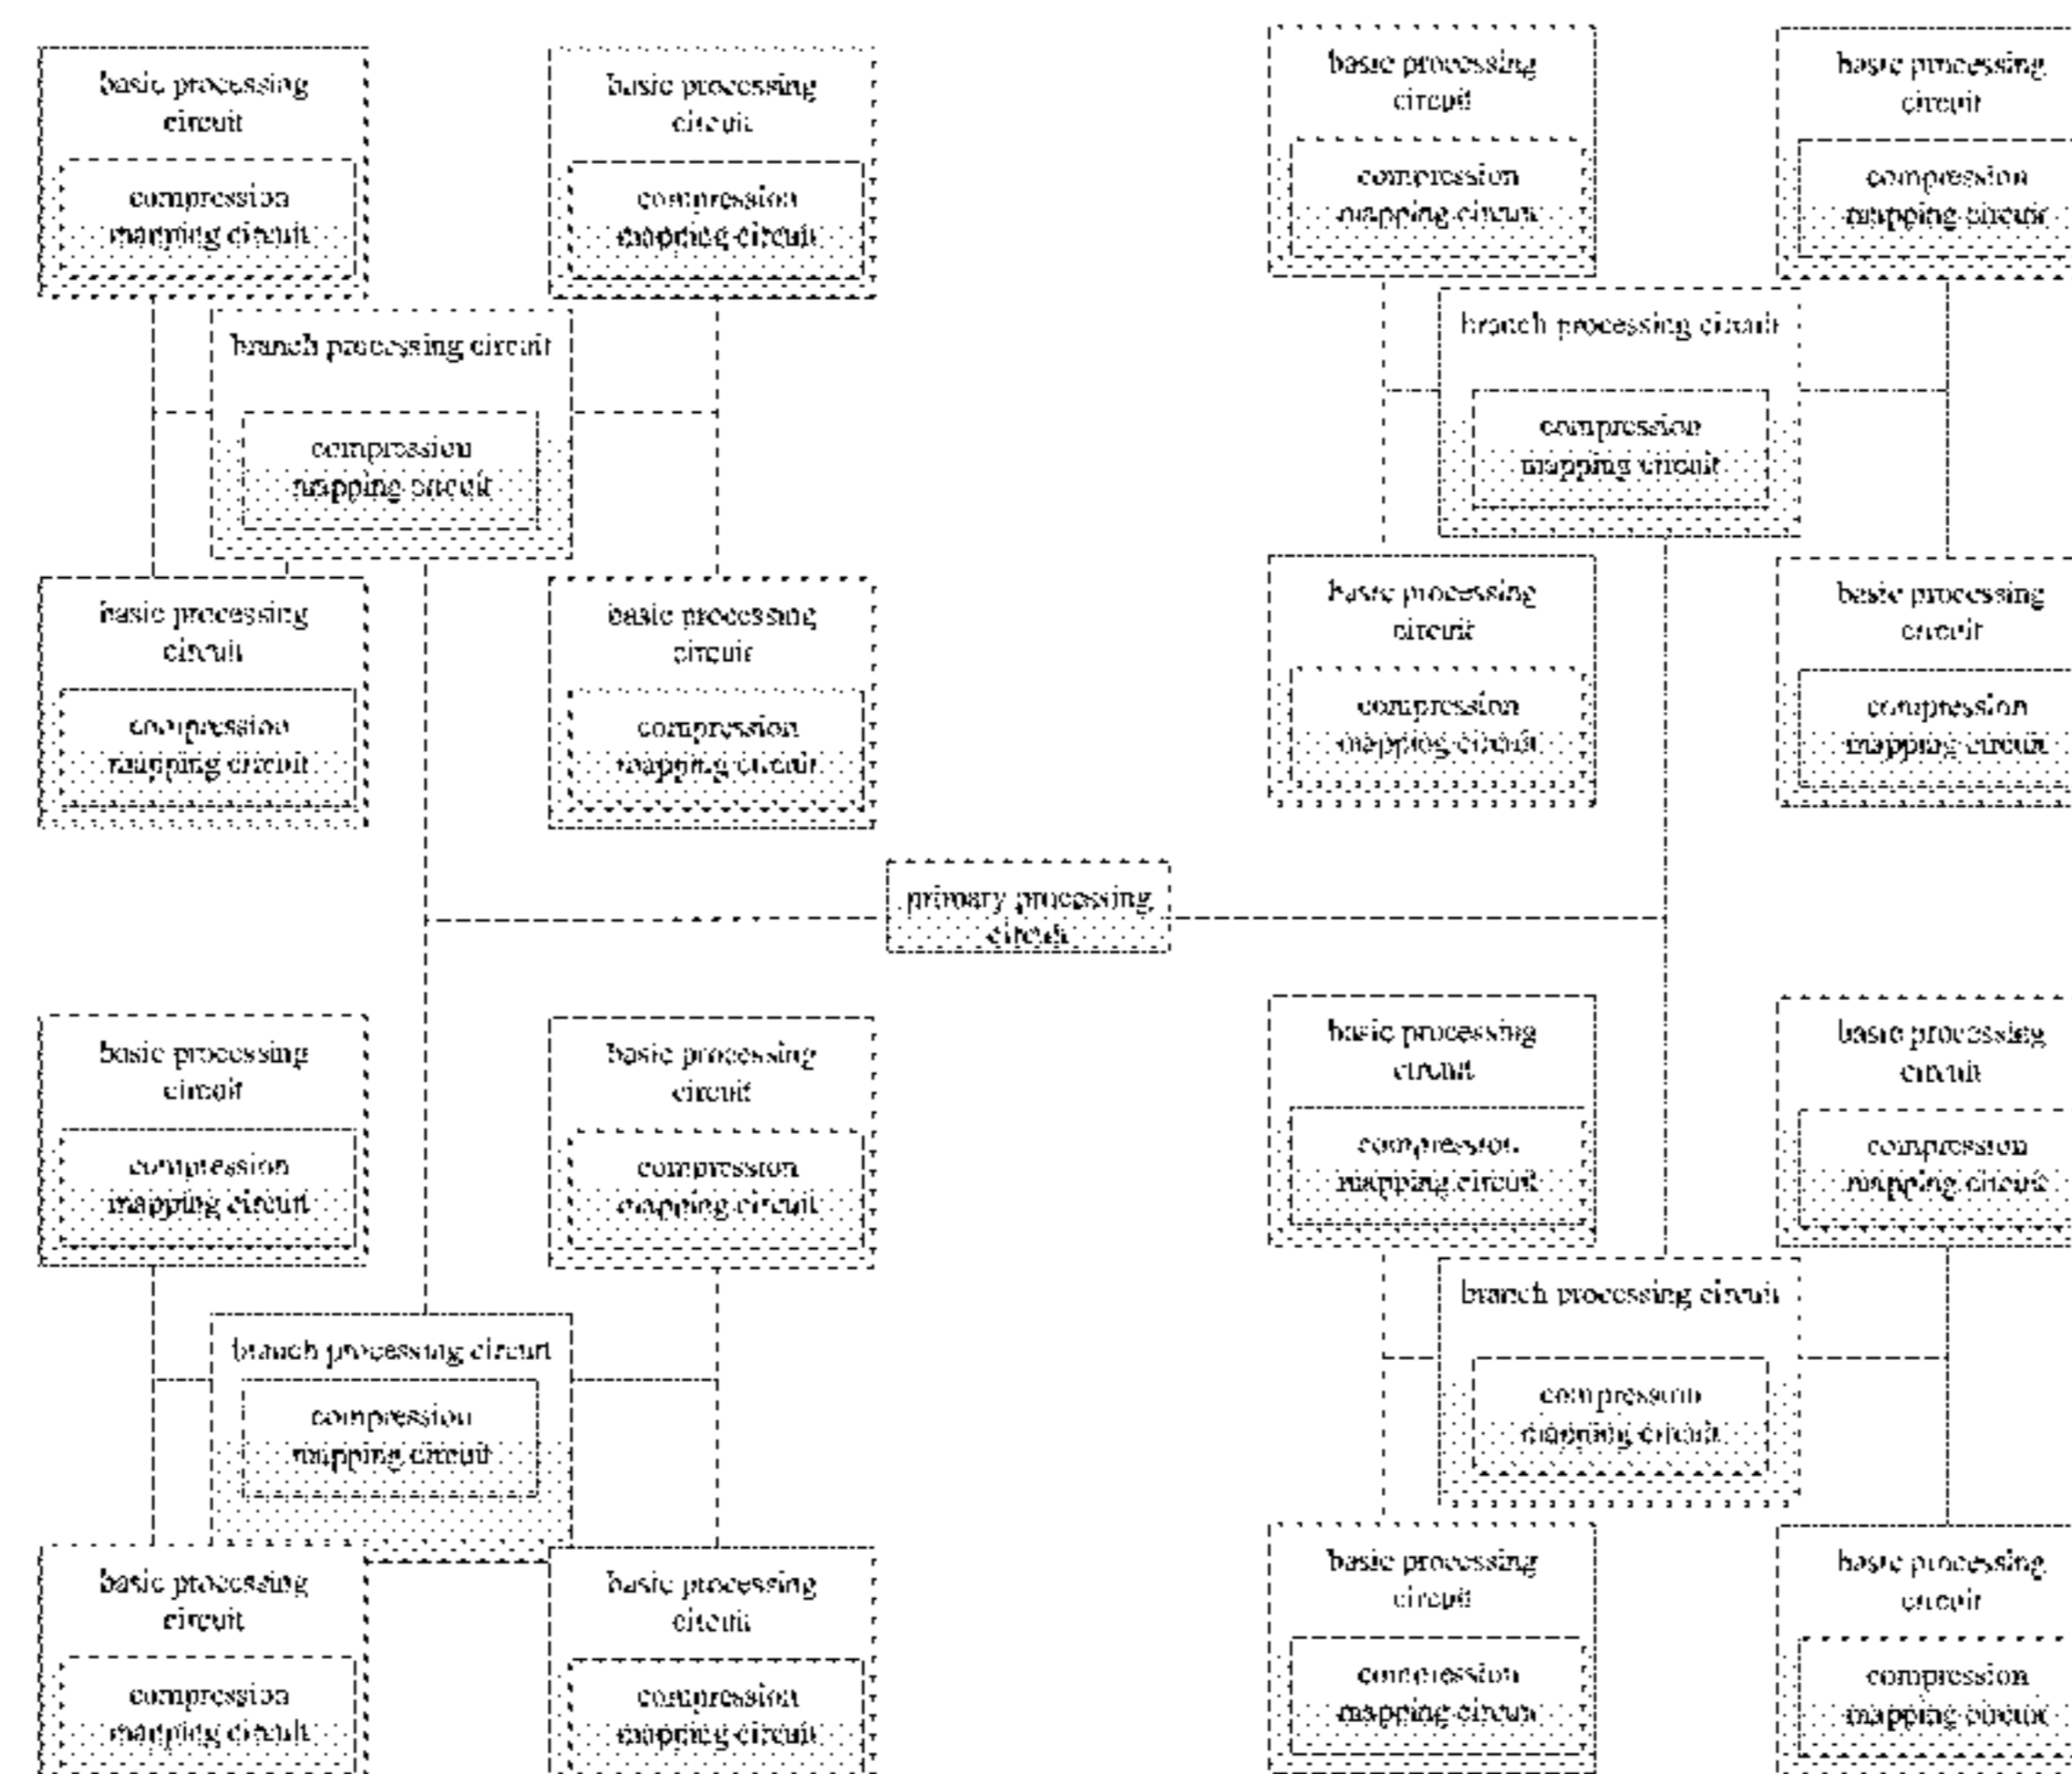 basic processing
circuit
compression
mapping circuit
basic processing
circuit
compression
mapping circuit
basic processing
circuit
compression
mapping circuit
basic processing
circuit
compression
mapping circuit
branch processing circuit
compression
mapping circuit
branch processing circuit
compression
mapping circuit
basic processing
circuit
compression
mapping circuit
basic processing
circuit
compression
mapping circuit
basic processing
circuit
compression
mapping circuit
basic processing
circuit
compression
mapping circuit
primary processing
circuit
basic processing
circuit
compression
mapping circuit
basic processing
circuit
compression
mapping circuit
basic processing
circuit
compression
mapping circuit
basic processing
circuit
compression
mapping circuit
branch processing circuit
compression
mapping circuit
branch processing circuit
compression
mapping circuit
basic processing
circuit
compression
mapping circuit
basic processing
circuit
compression
mapping circuit
basic processing
circuit
compression
mapping circuit
basic processing
circuit
compression
mapping circuit